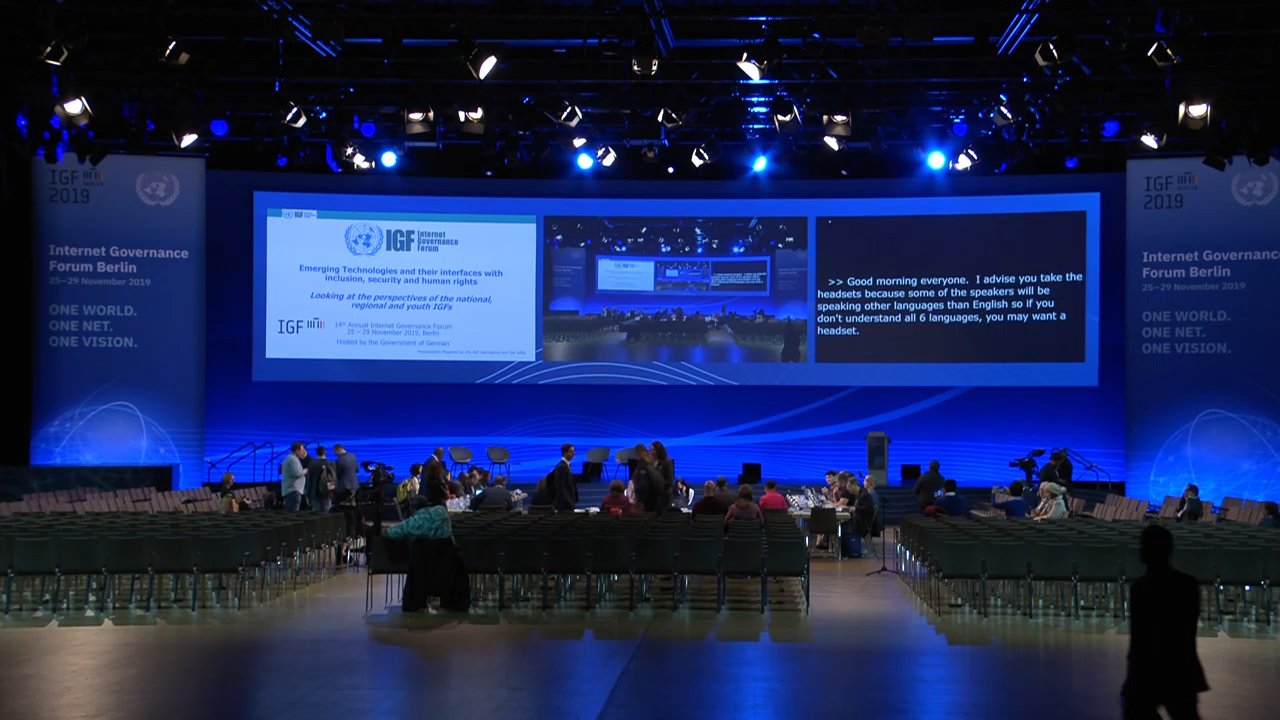 IGF
2019
Internet Governance
Forum Berlin
25–29 November 2019
ONE WORLD.
ONE NET.
ONE VISION.
IGF
IGF Internet
Governance
Forum
Emerging Technologies and their interfaces with
inclusion, security and human rights
Looking at the perspectives of the national,
regional and youth IGFs
IGF
14th Annual Internet Governance Forum
25 – 29 November 2019, Berlin
Hosted by the Government of German
>> Good morning everyone. I advise you take the
headsets because some of the speakers will be
speaking other languages than English so if you
don't understand all 6 languages, you may want a
headset.
IGF
2019
Internet Governance
Forum Berlin
25–29 November 2019
ONE WORLD.
ONE NET.
ONE VISION.